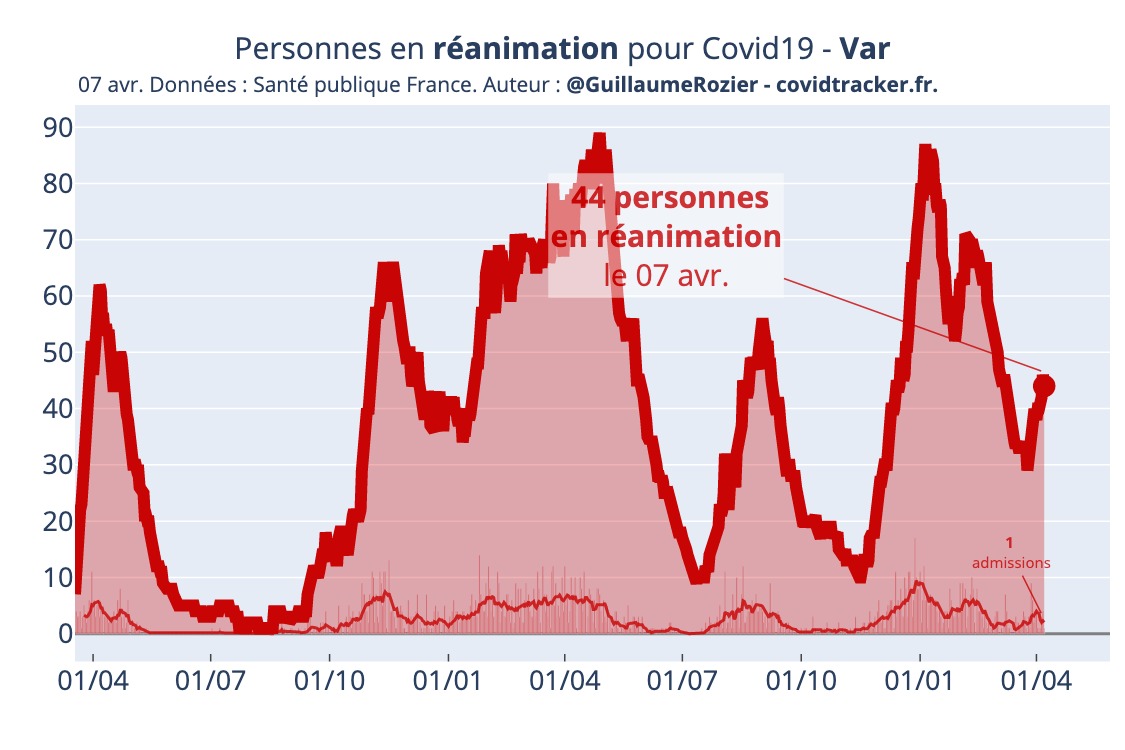 Personnes en réanimation pour Covid19 - Var
07 avr. Données : Santé publique France. Auteur : @GuillaumeRozier - covidtracker.fr.
90
80
44 personnes
70
en réanimation
le 07 avr.
60
50
40
30
20
1
admissions
10
0
01/04 01/07 01/10 01/01 01/04 01/07 01/10 01/01 01/04